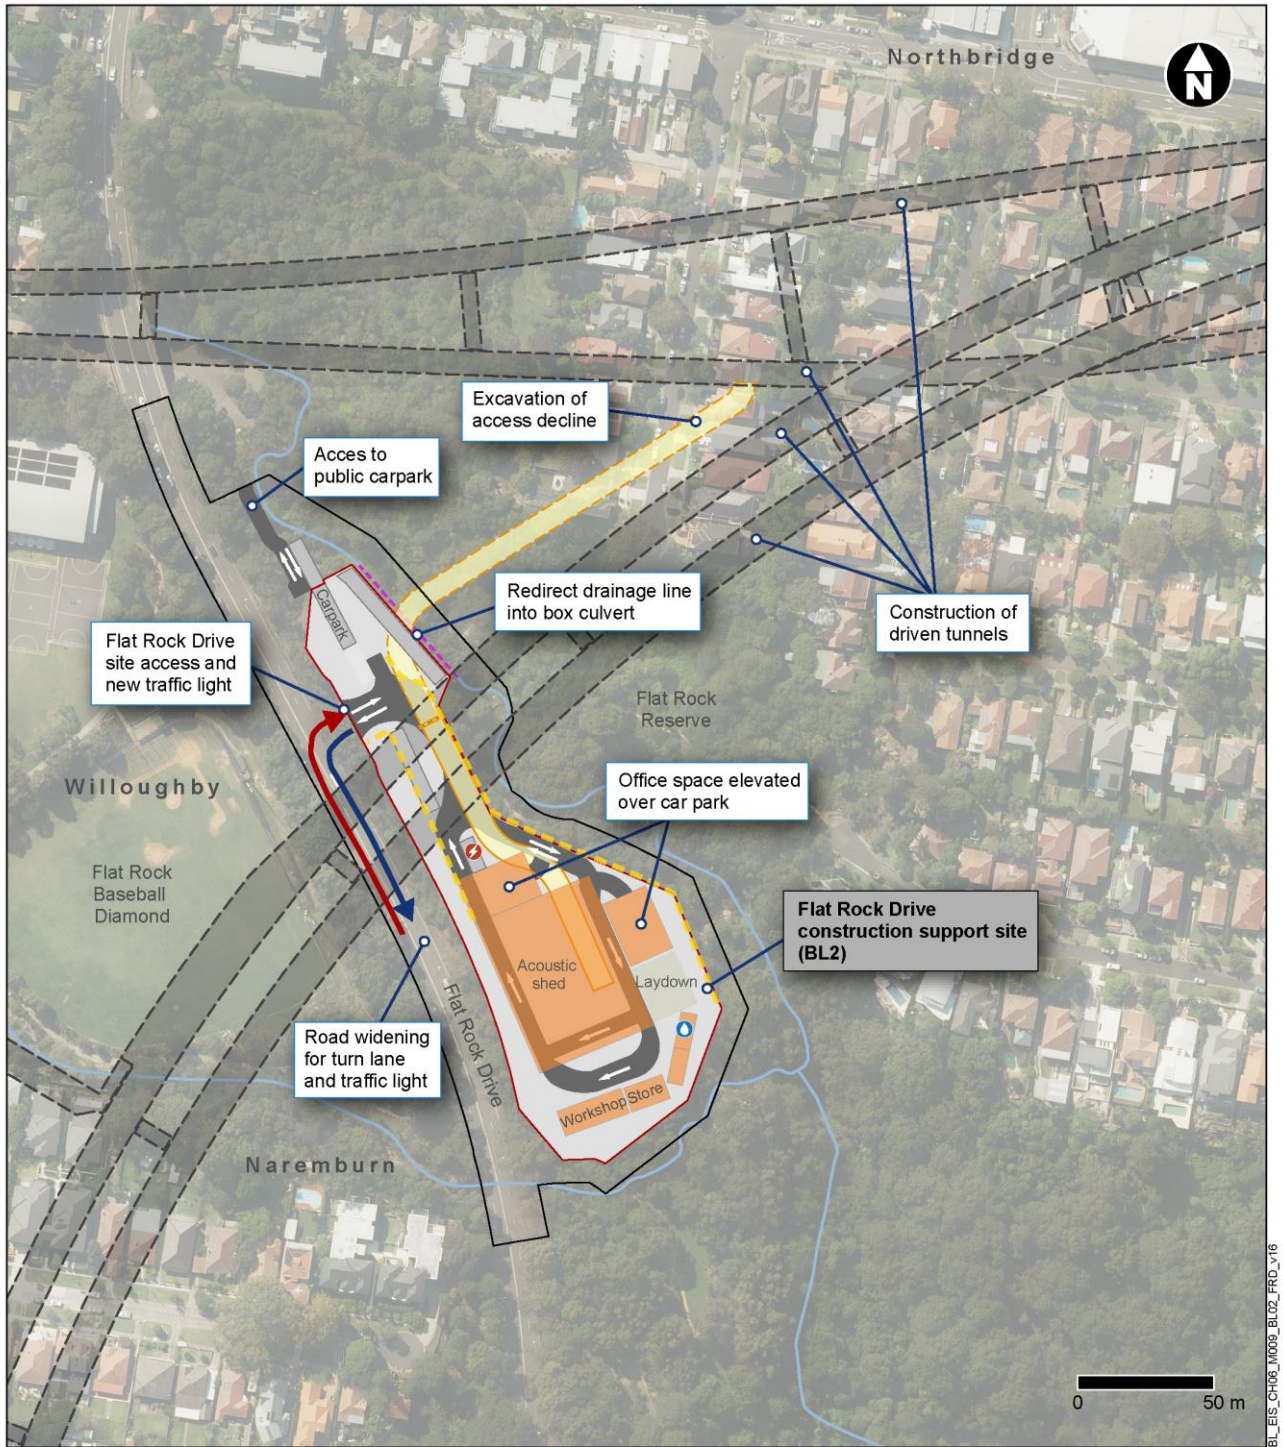 Northbridge
N
Excavation of
access decline
Acces to
public carpark
Redirect drainage line
into box culvert
Carpark
Construction of
driven tunnels
Flat Rock Drive
site access and
new traffic light
Flat Rock
Reserve
Willoughby
Office space elevated
over car park
Flat Rock
Baseball
Diamond
Flat Rock Drive
construction support site
(BL2)
Acoustic
shed
Laydown
Flat Rock Drive
Road widening
for turn lane
and traffic light
Workshop
Store
Naremburn
0
50 m
BL_EIS_CH06_M009_BL02_FRD_v16